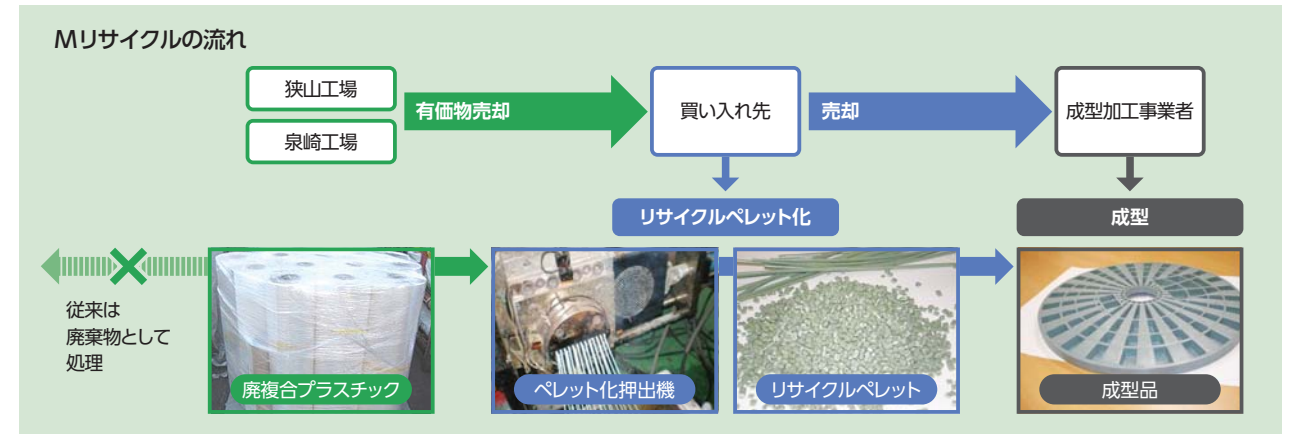 Mリサイクルの流れ
狭山工場
泉崎工場
有価物売却
買い入れ先
売却
成型加工事業者
リサイクルペレット化
成型
従来は
廃棄物として
処理
廃複合プラスチック
ペレット化押出機
リサイクルペレット
成型品